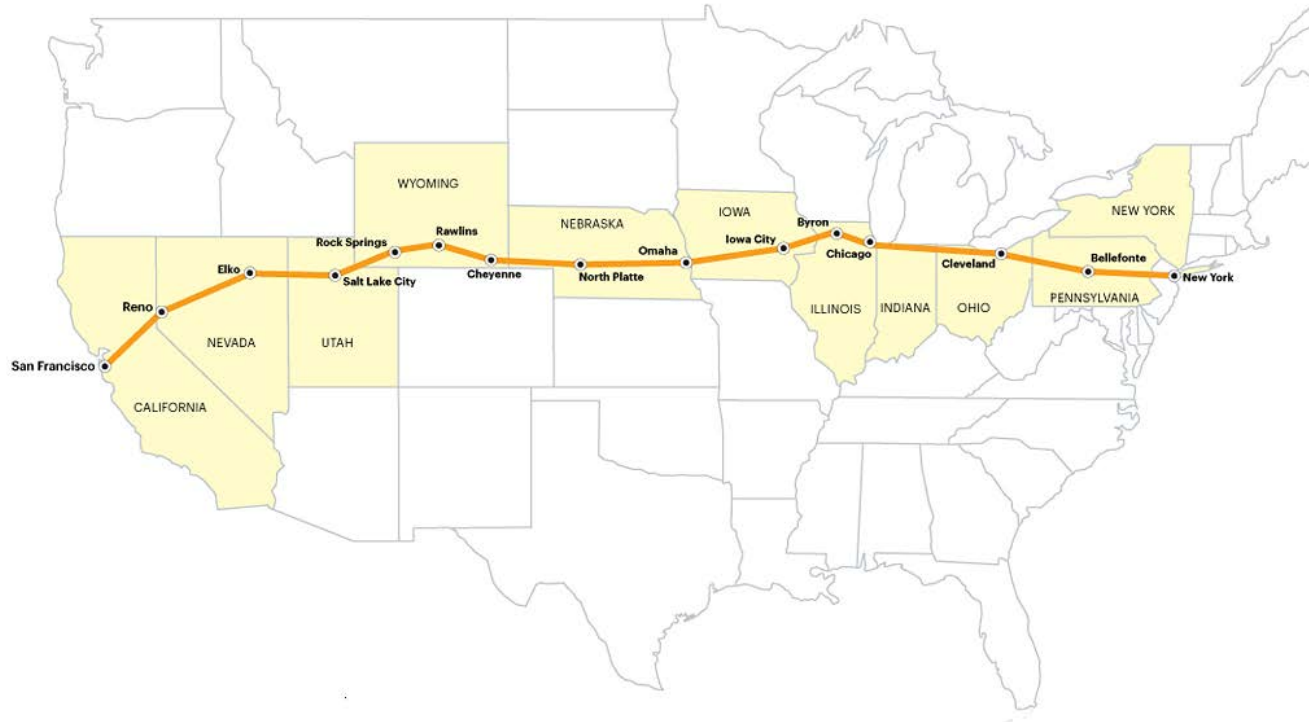 WYOMING
NEW YORK
IOWA
NEBRASKA
Byron
Rawlins
Rock Springs
Iowa City
Chicago
Omaha
Cleveland
Bellefonte
Elko
Salt Lake City
Cheyenne
North Platte
New York
PENNSYLVANIA
Reno
ILLINOIS
INDIANA
OHIO
NEVADA
UTAH
San Francisco
CALIFORNIA